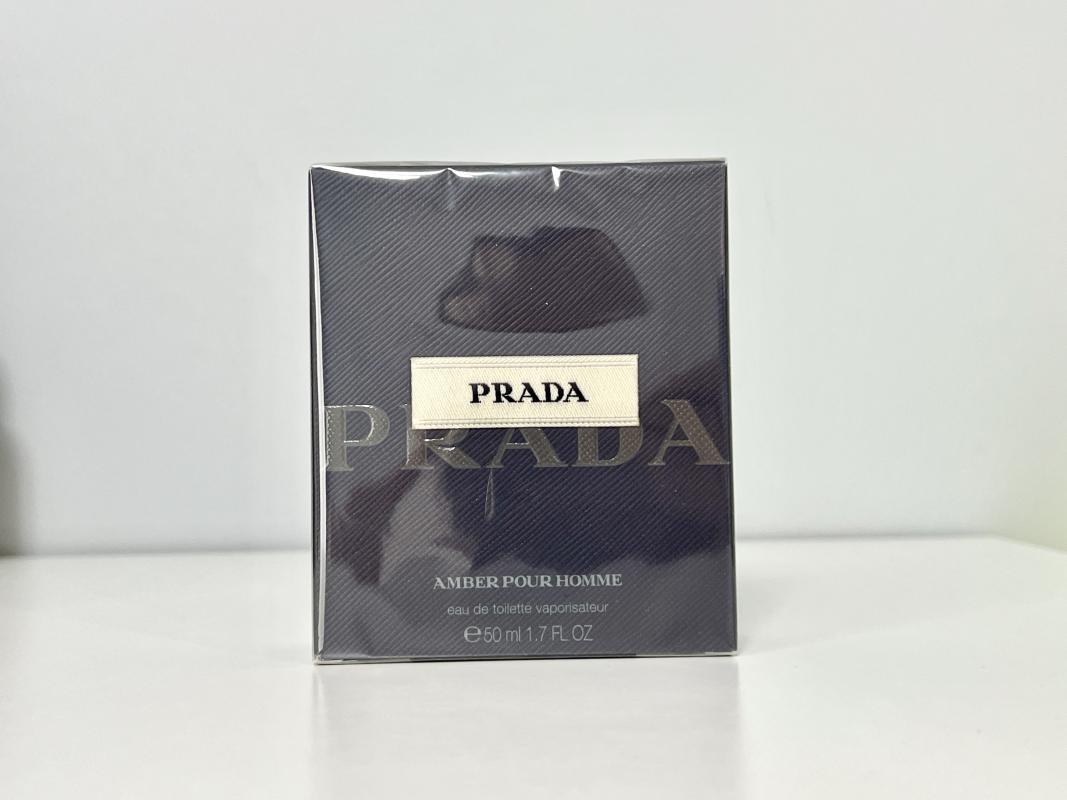 PRADA
PRADA
AMBER POUR HOMME
eau de toilette vaporisateur
℮50 ml 1.7 FL.OZ